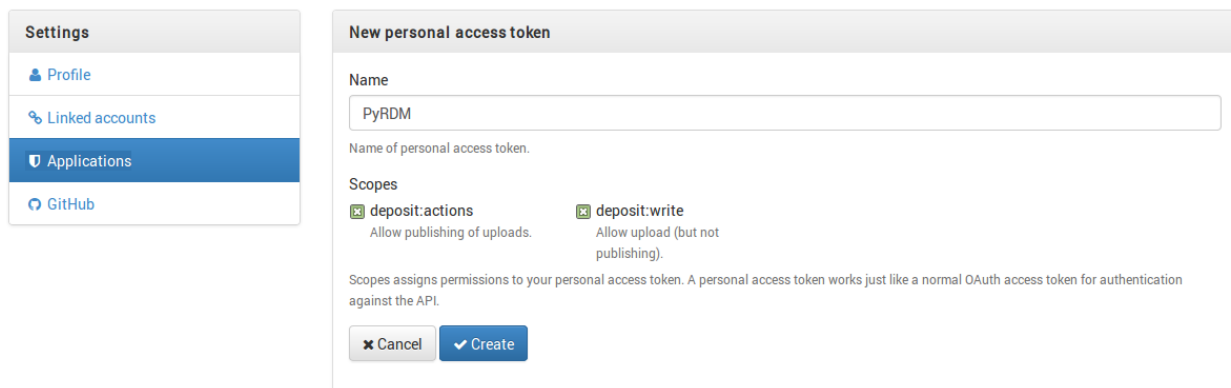 Settings
Profile
Linked accounts
Applications
GitHub
New personal access token
Name
PyRDM
Name of personal access token.
Scopes
deposit:actions
Allow publishing of uploads.
deposit:write
Allow upload (but not
publishing).
Scopes assigns permissions to your personal access token. A personal access token works just like a normal OAuth access token for authentication
against the API.
Cancel
Create